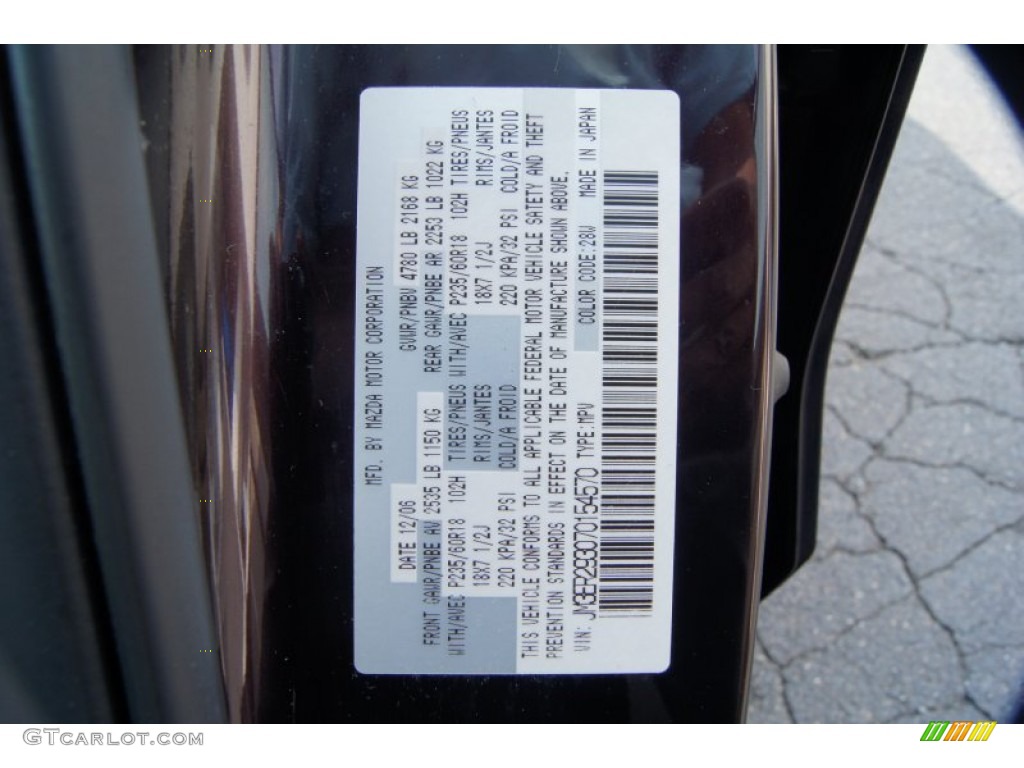 MFD. BY MAZDA MOTOR CORPORATION
DATE 12/06 GVWR/PNBV 4780 LB 2168 KG
FRONT GAWR/PNBE AV 2535 LB 1150 KG REAR GAWR/PNBE AR 2253 LB 1022 KG
WITH/AVEC P235/60R18 102H TIRES/PNEUS WITH/AVEC P235/60R18 102H TIRES/PNEUS
18X7 1/2J RIMS/JANTES 18X7 1/2J RIMS/JANTES
220 KPA/32 PSI COLD/A FROID 220 KPA/32 PSI COLD/A FROID
THIS VEHICLE CONFORMS TO ALL APPLICABLE FEDERAL MOTOR VEHICLE SAFETY AND THEFT
PREVENTION STANDARDS IN EFFECT ON THE DATE OF MANUFACTURE SHOWN ABOVE.
VIN: JM3ER293070154570 TYPE:MPV COLOR CODE:28W MADE IN JAPAN
GTcarlot.com